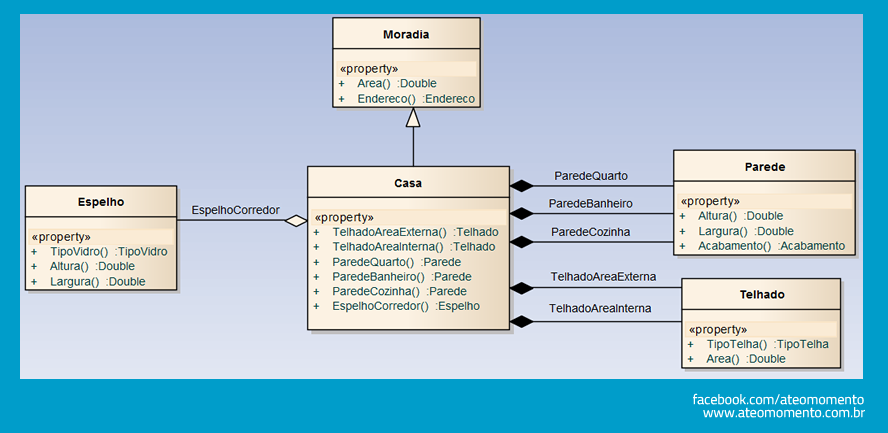 Moradia
«property»
+ Area() :Double
+ Endereco() :Endereco
Espelho
«property»
+ TipoVidro() :TipoVidro
+ Altura() :Double
+ Largura() :Double
EspelhoCorredor
Casa
«property»
+ TelhadoAreaExterna() :Telhado
+ TelhadoAreaInterna() :Telhado
+ ParedeQuarto() :Parede
+ ParedeBanheiro() :Parede
+ ParedeCozinha() :Parede
+ EspelhoCorredor() :Espelho
ParedeQuarto
ParedeBanheiro
ParedeCozinha
Parede
«property»
+ Altura() :Double
+ Largura() :Double
+ Acabamento() :Acabamento
TelhadoAreaExterna
TelhadoAreaInterna
Telhado
«property»
+ TipoTelha() :TipoTelha
+ Area() :Double
facebook.com/ateomomento
www.ateomomento.com.br